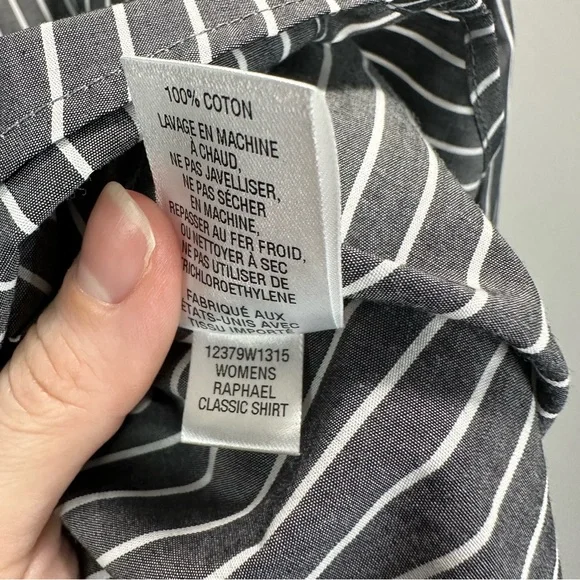 100% COTON
LAVAGE EN MACHINE
À CHAUD,
NE PAS JAVELLISER,
NE PAS SÉCHER
EN MACHINE,
REPASSER AU FER FROID,
OU NETTOYER À SEC
NE PAS UTILISER DE
TRICHLOROETHYLENE
FABRIQUÉ AUX
ETATS-UNIS AVEC
TISSU IMPORTÉ
12379W1315
WOMENS
RAPHAEL
CLASSIC SHIRT